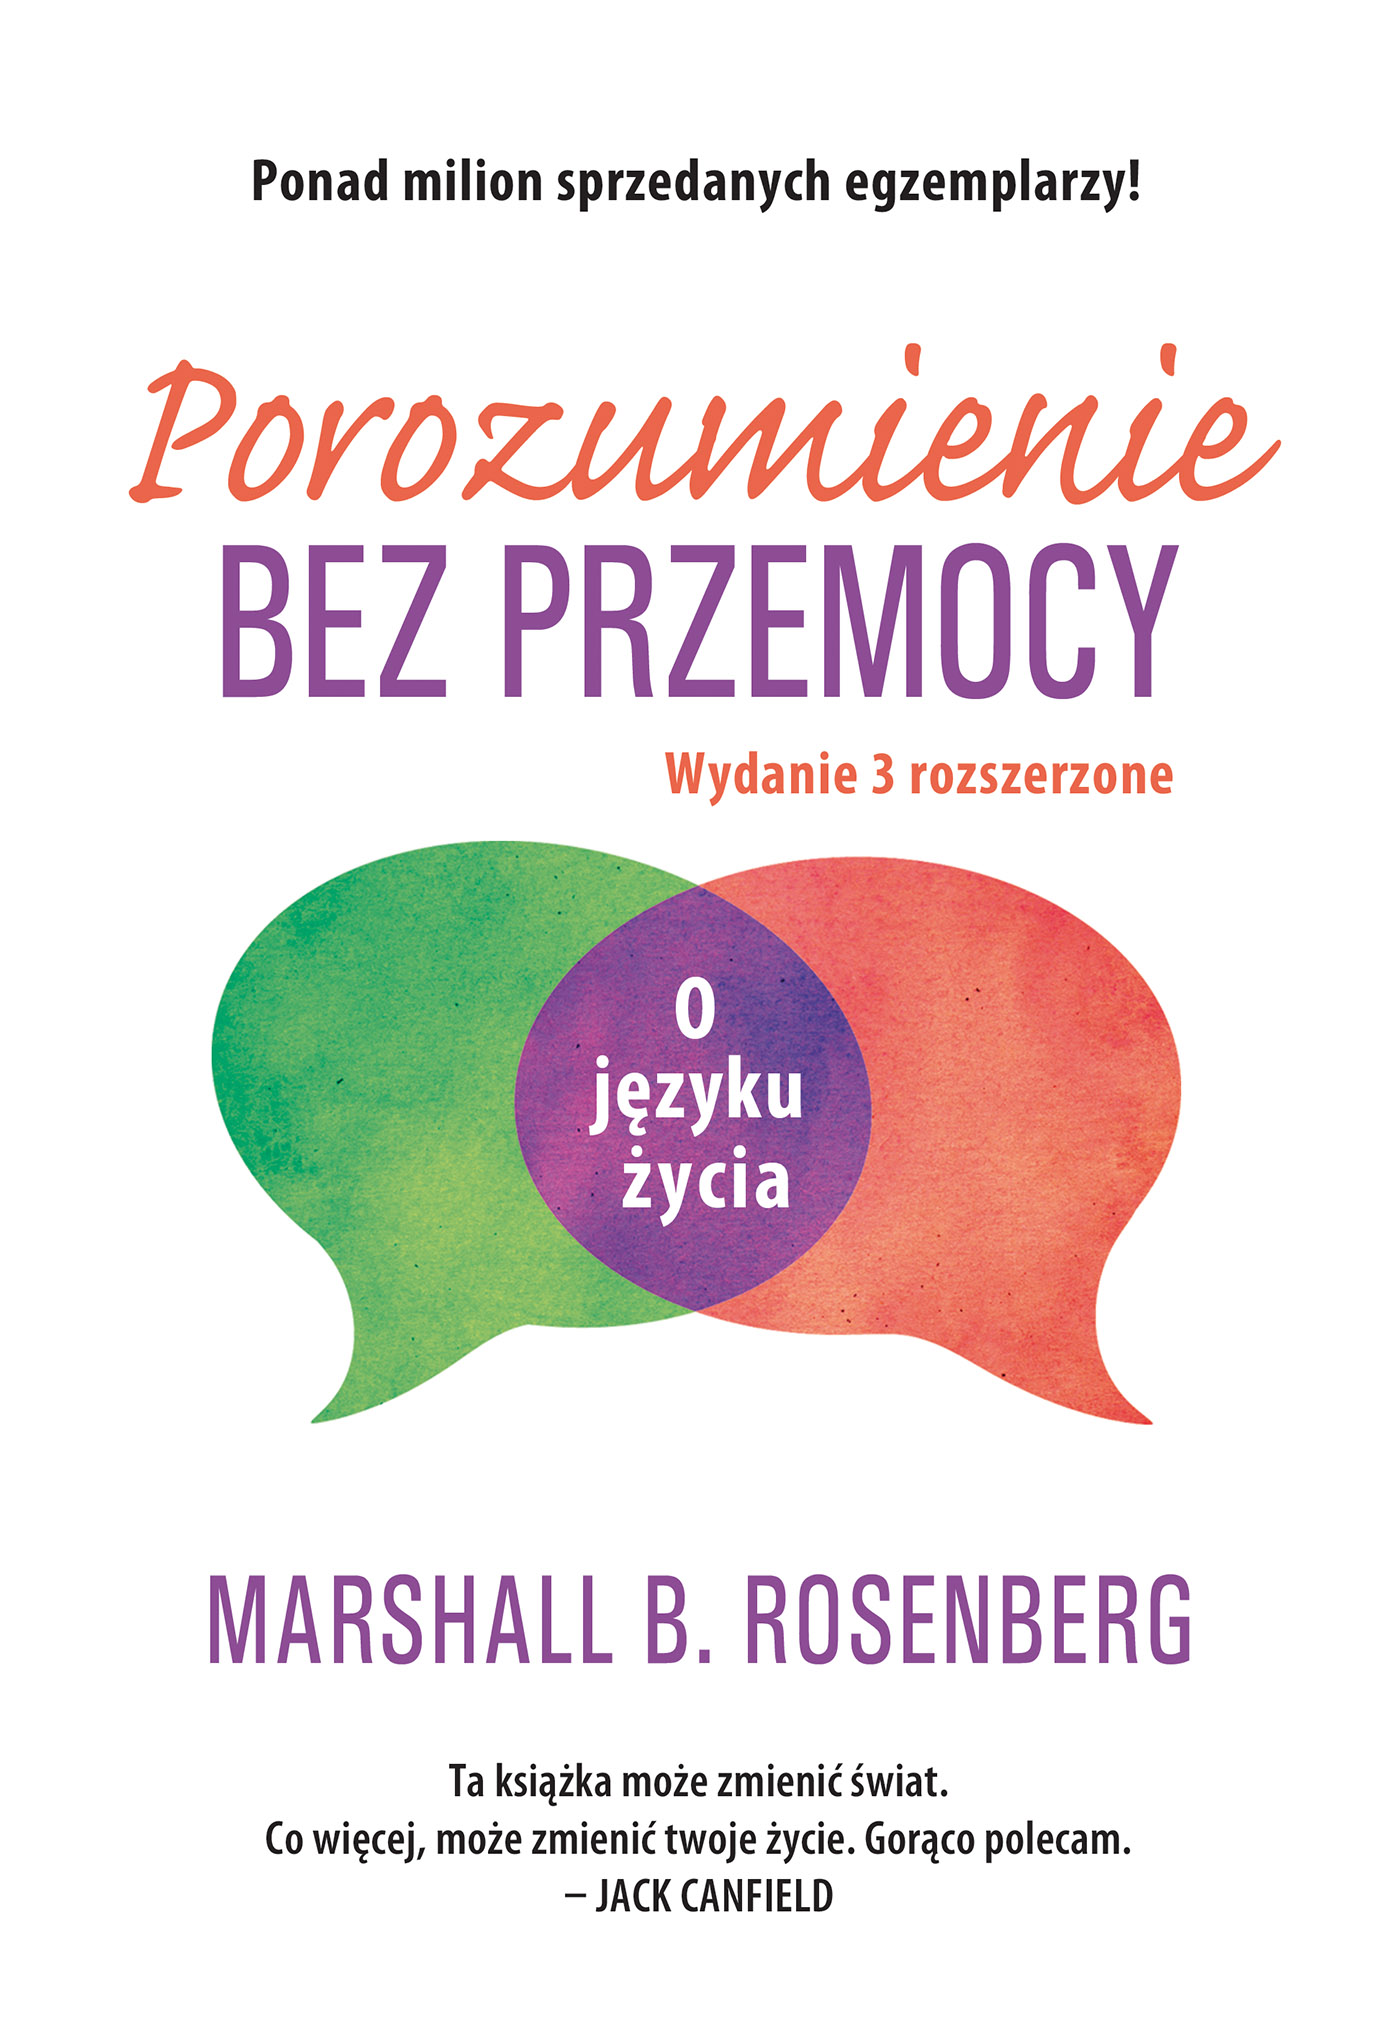 Ponad milion sprzedanych egzemplarzy!
Porozumienie
BEZ PRZEMOCY
Wydanie 3 rozszerzone
O
języku
życia
MARSHALL B. ROSENBERG
Ta książka może zmienić świat.
Co więcej, może zmienić twoje życie. Gorąco polecam.
– JACK CANFIELD